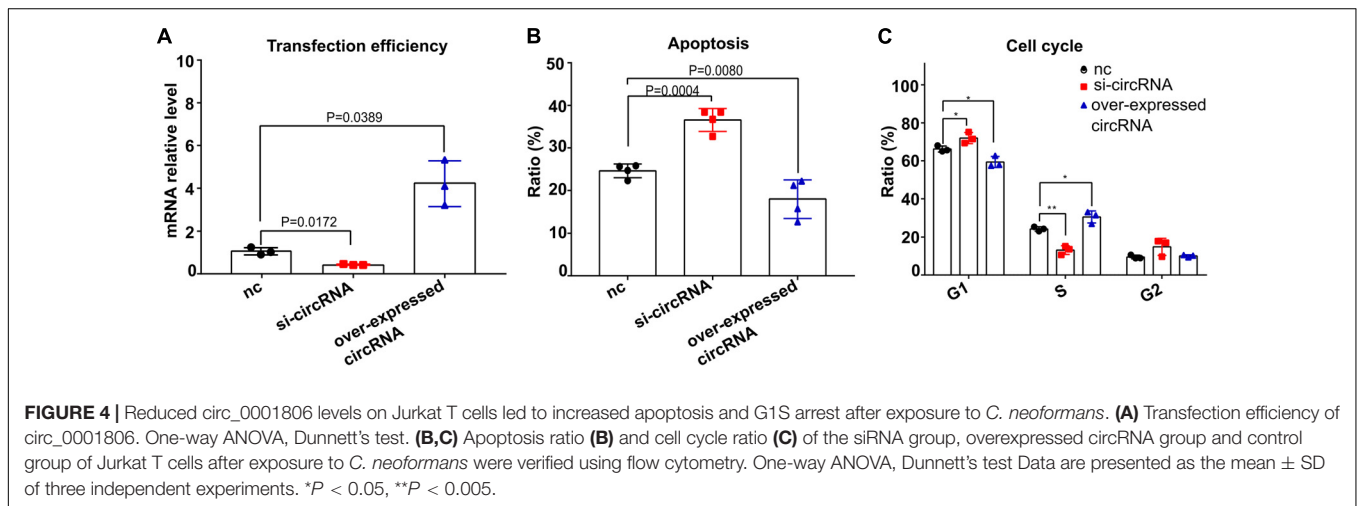 A
Transfection efficiency
mRNA relative level
10
8
6
4
2
0
P=0.0389
P=0.0172
nc
si-circRNA
over-expressed
circRNA
B
Apoptosis
Ratio (%)
50
40
30
20
10
0
P=0.0080
P=0.0004
nc
si-circRNA
over-expressed
circRNA
C
Cell cycle
Ratio (%)
100
80
60
40
20
0
nc
si-circRNA
over-expressed
circRNA
*
*
*
**
G1
S
G2
FIGURE 4 | Reduced circ_0001806 levels on Jurkat T cells led to increased apoptosis and G1S arrest after exposure to C. neoformans. (A) Transfection efficiency of
circ_0001806. One-way ANOVA, Dunnett's test. (B,C) Apoptosis ratio (B) and cell cycle ratio (C) of the siRNA group, overexpressed circRNA group and control
group of Jurkat T cells after exposure to C. neoformans were verified using flow cytometry. One-way ANOVA, Dunnett's test Data are presented as the mean ± SD
of three independent experiments. *P < 0.05, **P < 0.005.